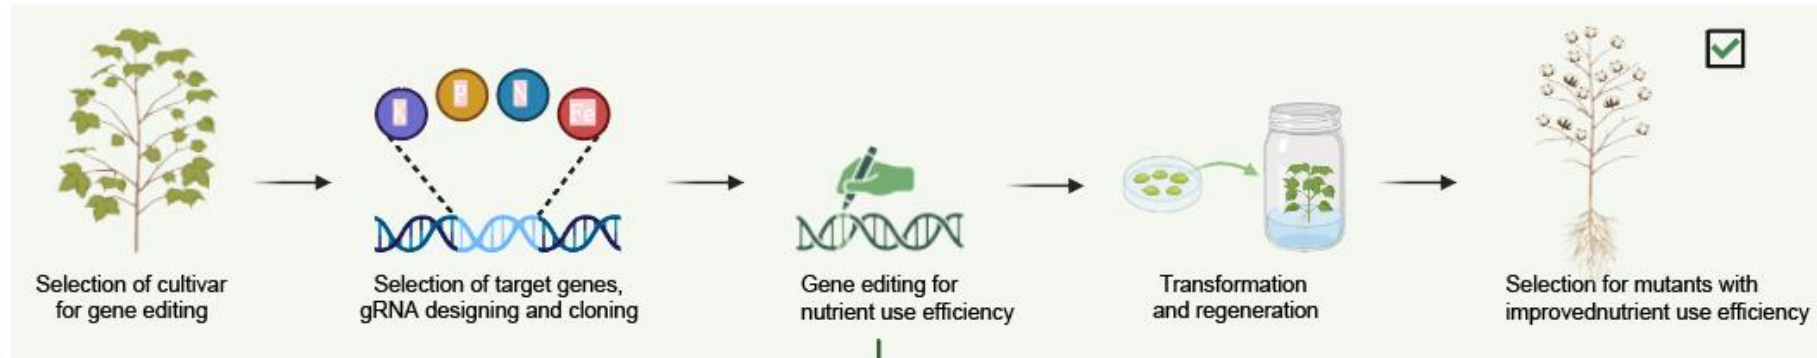 K
P
N
Fe
Selection of cultivar
for gene editing
Selection of target genes,
gRNA designing and cloning
Gene editing for
nutrient use efficiency
Transformation
and regeneration
Selection for mutants with
improvednutrient use efficiency